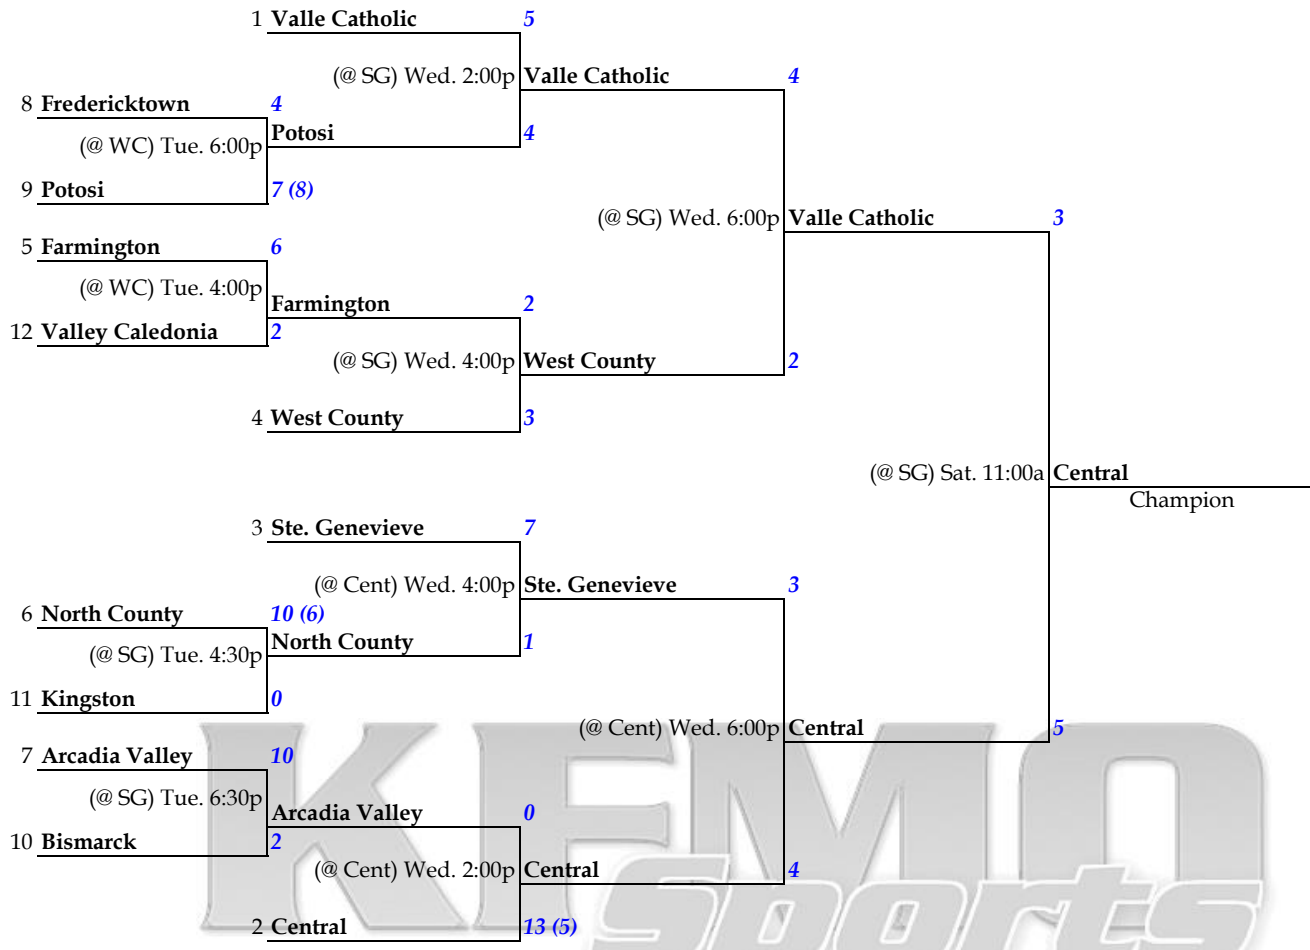 1 Valle Catholic 5
(@ SG) Wed. 2:00p Valle Catholic 4
8 Fredericktown 4
(@ WC) Tue. 6:00p Potosi 4
9 Potosi 7 (8)
(@ SG) Wed. 6:00p Valle Catholic 3
5 Farmington 6
(@ WC) Tue. 4:00p
Farmington 2
12 Valley Caledonia 2
(@ SG) Wed. 4:00p West County 2
4 West County 3
(@ SG) Sat. 11:00a Central
Champion
3 Ste. Genevieve 7
(@ Cent) Wed. 4:00p Ste. Genevieve 3
6 North County 10 (6)
(@ SG) Tue. 4:30p North County 1
11 Kingston 0
(@ Cent) Wed. 6:00p Central 5
7 Arcadia Valley 10
(@ SG) Tue. 6:30p
Arcadia Valley 0
10 Bismarck 2
(@ Cent) Wed. 2:00p Central 4
2 Central 13 (5)
KFMO
Sports